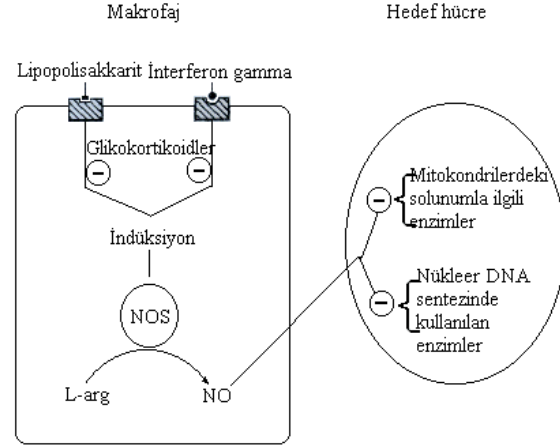 Makrofaj
Hedef hücre
Lipopolisakkarit İnterferon gamma
Glikokortikoidler
İndüksiyon
NOS
L-arg
NO
Mitokondrilerdeki
solunumla ilgili
enzimler
Nükleer DNA
sentezinde
kullanılan
enzimler